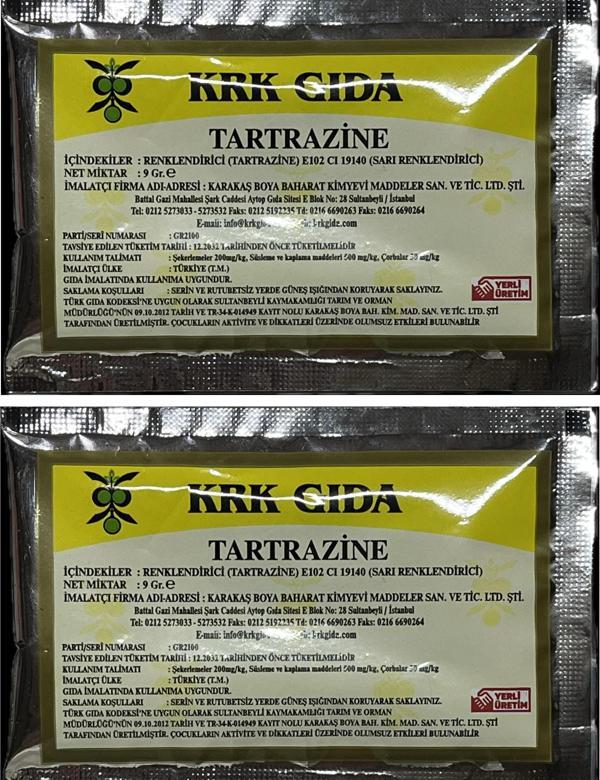 KRK GIDA
TARTRAZİNE
İÇİNDEKİLER : RENKLENDİRİCİ (TARTRAZİNE) E102 CI 19140 (SARI RENKLENDİRİCİ)
NET MİKTAR : 9 Gr.℮
İMALATÇI FİRMA ADI-ADRESİ : KARAKAŞ BOYA BAHARAT KİMYEVİ MADDELER SAN. VE TİC. LTD. ŞTİ.
Battal Gazi Mahallesi Şark Caddesi Aytop Gıda Sitesi E Blok No: 28 Sultanbeyli / İstanbul
Tel: 0212 5273033 - 5273532 Faks: 0212 5192235 Td: 0216 6690263 Faks: 0216 6690264
E-mail:
PARTİ/SERİ NUMARASI : GR2100
TAVSİYE EDİLEN TÜKETİM TARİHİ : 12.2032 TARİHİNDEN ÖNCE TÜKETİLMELİDİR
KULLANIM TALİMATI : Şekerlemeler 200mg/kg, Süsleme ve kaplama maddeleri 500 mg/kg, Çorbalar 50 mg/kg
İMALATÇI ÜLKE : TÜRKİYE (T.M.)
GIDA İMALATINDA KULLANIMA UYGUNDUR.
SAKLAMA KOŞULLARI : SERİN VE RUTUBETSİZ YERDE GÜNEŞ IŞIĞINDAN KORUYARAK SAKLAYINIZ.
TÜRK GIDA KODEKSİ'NE UYGUN OLARAK SULTANBEYLİ KAYMAKAMLIĞI TARIM VE ORMAN
MÜDÜRLÜĞÜ'NÜN 09.10.2012 TARİH VE TR-34-K-014949 KAYIT NOLU KARAKAŞ BOYA BAH. KİM. MAD. SAN. VE TİC. LTD. ŞTİ
TARAFINDAN ÜRETİLMİŞTİR. ÇOCUKLARIN AKTİVİTE VE DİKKATLERİ ÜZERİNDE OLUMSUZ ETKİLERİ BULUNABİLİR
YERLİ
ÜRETİM
KRK GIDA
TARTRAZİNE
İÇİNDEKİLER : RENKLENDİRİCİ (TARTRAZİNE) E102 CI 19140 (SARI RENKLENDİRİCİ)
NET MİKTAR : 9 Gr.℮
İMALATÇI FİRMA ADI-ADRESİ : KARAKAŞ BOYA BAHARAT KİMYEVİ MADDELER SAN. VE TİC. LTD. ŞTİ.
Battal Gazi Mahallesi Şark Caddesi Aytop Gıda Sitesi E Blok No: 28 Sultanbeyli / İstanbul
Tel: 0212 5273033 - 5273532 Faks: 0212 5192235 Td: 0216 6690263 Faks: 0216 6690264
E-mail:
PARTİ/SERİ NUMARASI : GR2100
TAVSİYE EDİLEN TÜKETİM TARİHİ : 12.2032 TARİHİNDEN ÖNCE TÜKETİLMELİDİR
KULLANIM TALİMATI : Şekerlemeler 200mg/kg, Süsleme ve kaplama maddeleri 500 mg/kg, Çorbalar 50 mg/kg
İMALATÇI ÜLKE : TÜRKİYE (T.M.)
GIDA İMALATINDA KULLANIMA UYGUNDUR.
SAKLAMA KOŞULLARI : SERİN VE RUTUBETSİZ YERDE GÜNEŞ IŞIĞINDAN KORUYARAK SAKLAYINIZ.
TÜRK GIDA KODEKSİ'NE UYGUN OLARAK SULTANBEYLİ KAYMAKAMLIĞI TARIM VE ORMAN
MÜDÜRLÜĞÜ'NÜN 09.10.2012 TARİH VE TR-34-K-014949 KAYIT NOLU KARAKAŞ BOYA BAH. KİM. MAD. SAN. VE TİC. LTD. ŞTİ
TARAFINDAN ÜRETİLMİŞTİR. ÇOCUKLARIN AKTİVİTE VE DİKKATLERİ ÜZERİNDE OLUMSUZ ETKİLERİ BULUNABİLİR
YERLİ
ÜRETİM